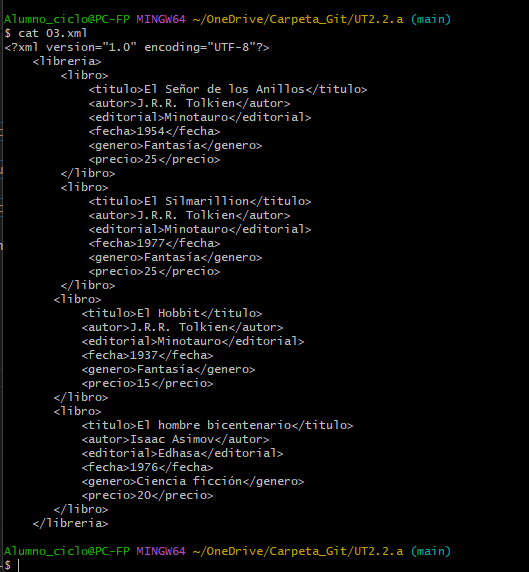 Alumno_ciclo@PC-FP MINGW64 ~/OneDrive/Carpeta_Git/UT2.2.a (main)
$ cat 03.xml
<?xml version="1.0" encoding="UTF-8"?>
    <libreria>
        <libro>
            <titulo>El Señor de los Anillos</titulo>
            <autor>J.R.R. Tolkien</autor>
            <editorial>Minotauro</editorial>
            <fecha>1954</fecha>
            <genero>Fantasía</genero>
            <precio>25</precio>
        </libro>
        <libro>
            <titulo>El Silmarillion</titulo>
            <autor>J.R.R. Tolkien</autor>
            <editorial>Minotauro</editorial>
            <fecha>1977</fecha>
            <genero>Fantasía</genero>
            <precio>25</precio>
        </libro>
       <libro>
           <titulo>El Hobbit</titulo>
           <autor>J.R.R. Tolkien</autor>
           <editorial>Minotauro</editorial>
           <fecha>1937</fecha>
           <genero>Fantasía</genero>
           <precio>15</precio>
       </libro>
       <libro>
           <titulo>El hombre bicentenario</titulo>
           <autor>Isaac Asimov</autor>
           <editorial>Edhasa</editorial>
           <fecha>1976</fecha>
           <genero>Ciencia ficción</genero>
           <precio>20</precio>
       </libro>
    </libreria>
Alumno_ciclo@PC-FP MINGW64 ~/OneDrive/Carpeta_Git/UT2.2.a (main)
$